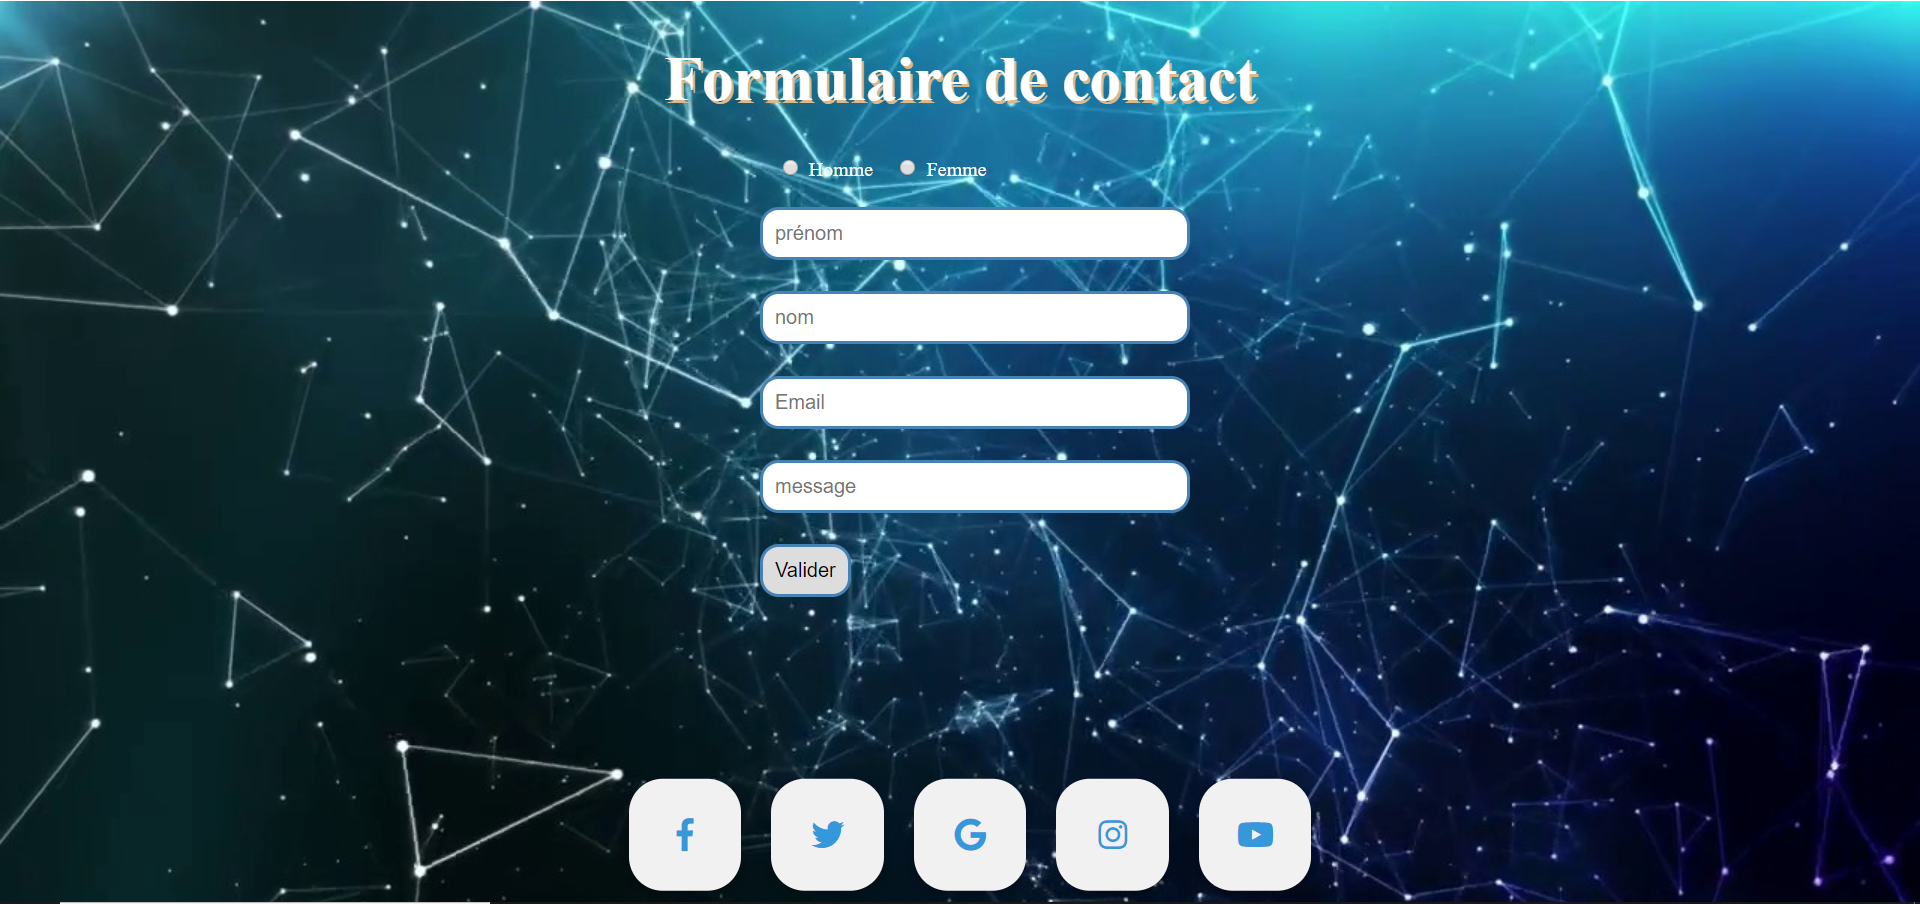 Formulaire de contact
Homme Femme
prénom
nom
Email
message
Valider